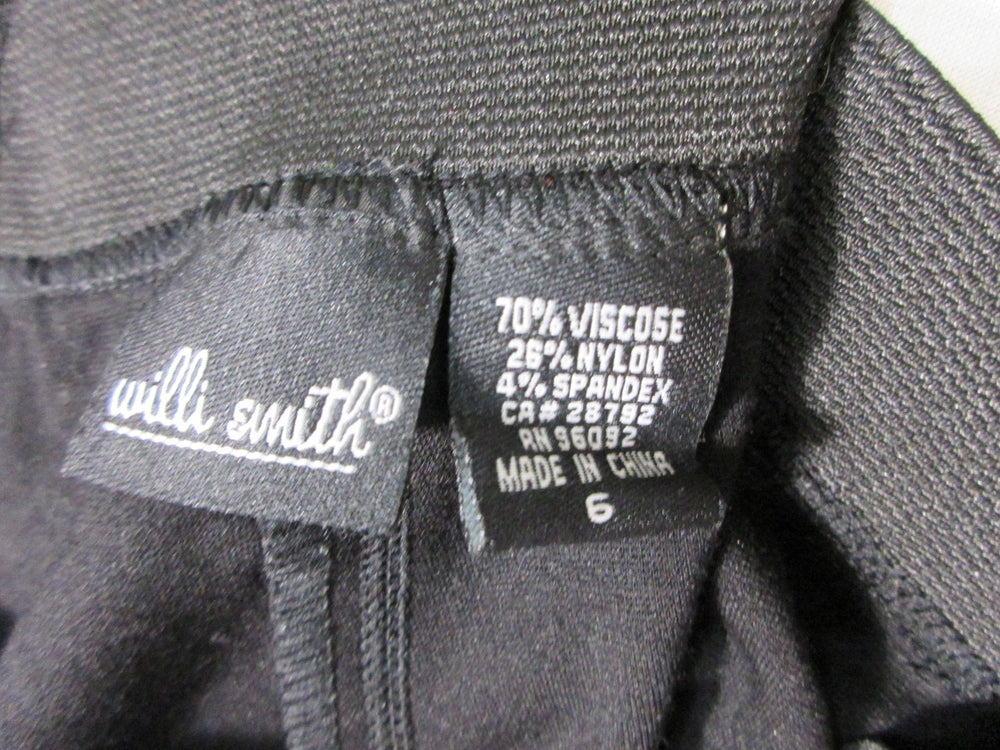 willi smith®
70% VISCOSE
26% NYLON
4% SPANDEX
CA# 28792
RN 96092
MADE IN CHINA
6